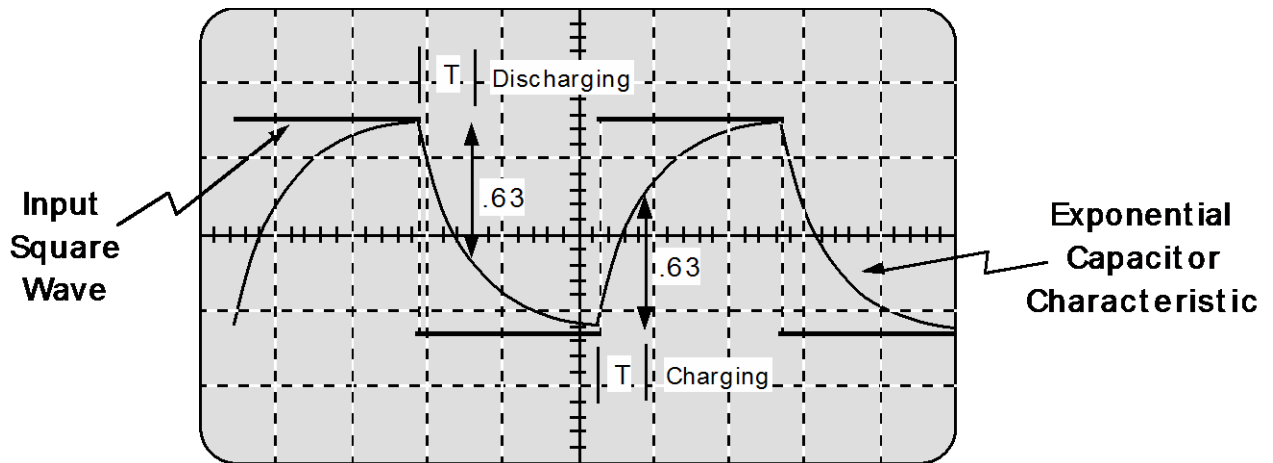 T Discharging
.63
Input
Square
Wave
.63
Exponential
Capacitor
Characteristic
T Charging